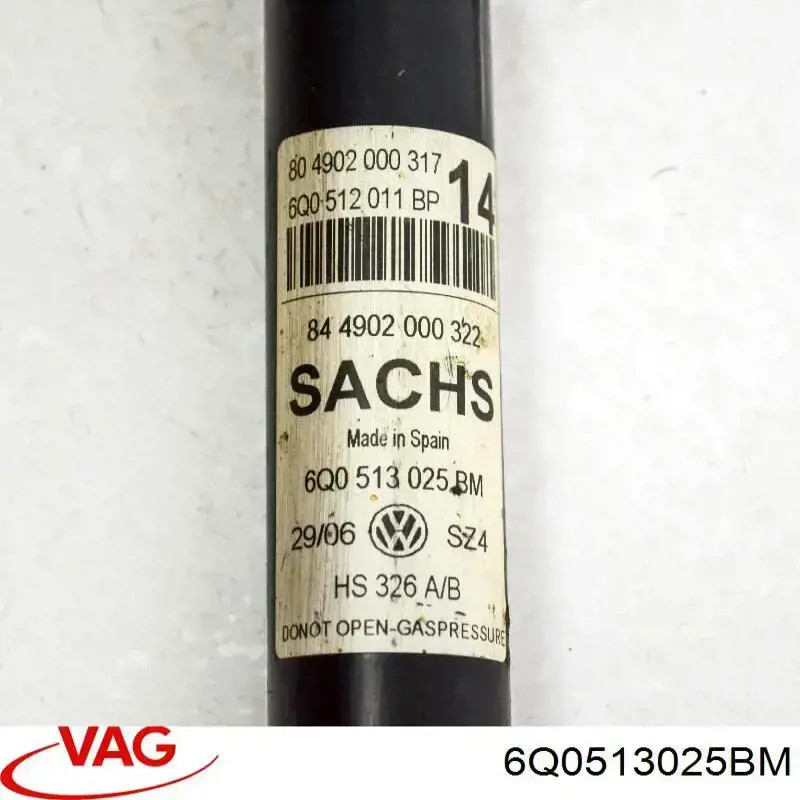 80 4902 000 317
6Q0 512 011 BP 14
84 4902 000 322
SACHS
Made in Spain
6Q0 513 025 BM
29/06 VW SZ4
HS 326 A/B
DONOT OPEN-GASPRESSURE
VAG 6Q0513025BM